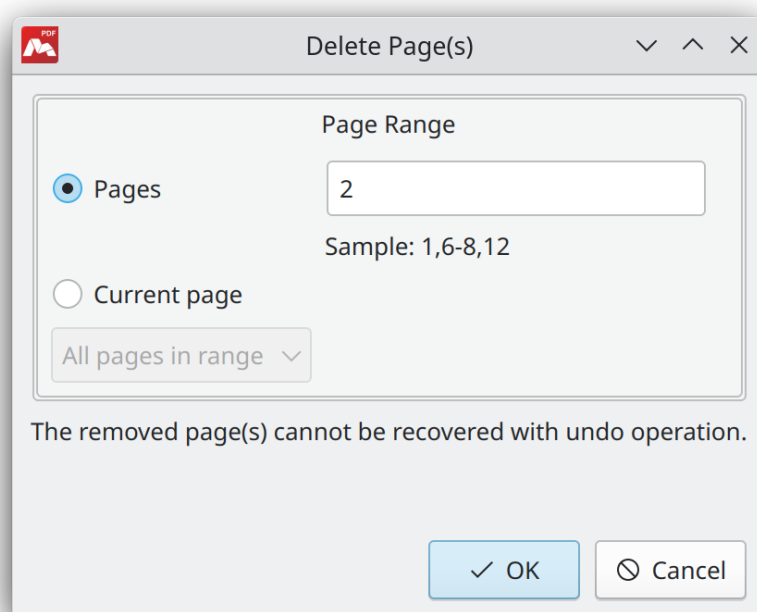 PDF
Delete Page(s)
Page Range
Pages
2
Sample: 1,6-8,12
Current page
All pages in range
The removed page(s) cannot be recovered with undo operation.
OK
Cancel